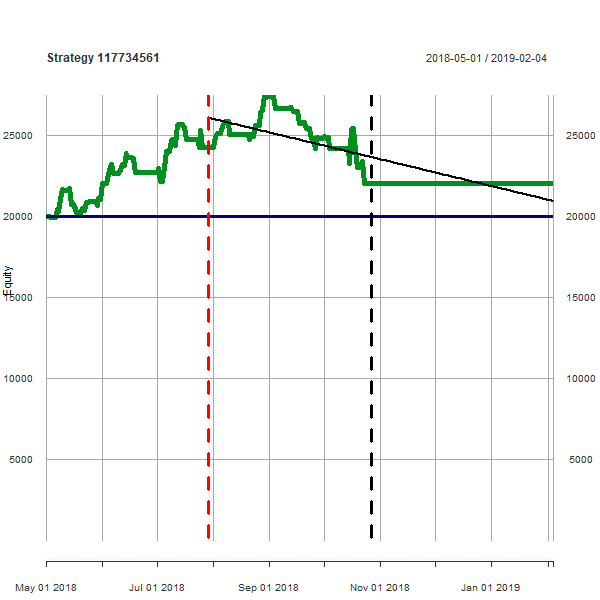 Strategy 117734561
2018-05-01 / 2019-02-04
25000
25000
20000
20000
Equity
15000
15000
10000
10000
5000
5000
May 01 2018
Jul 01 2018
Sep 01 2018
Nov 01 2018
Jan 01 2019